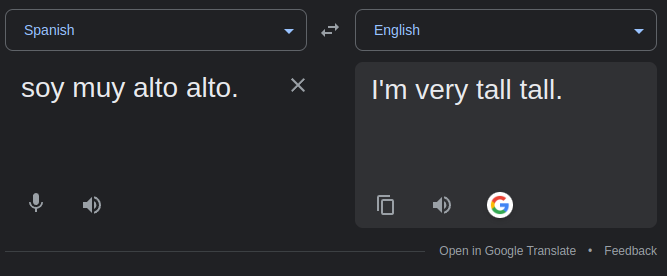 Spanish English
soy muy alto alto. I'm very tall tall.
Open in Google Translate • Feedback